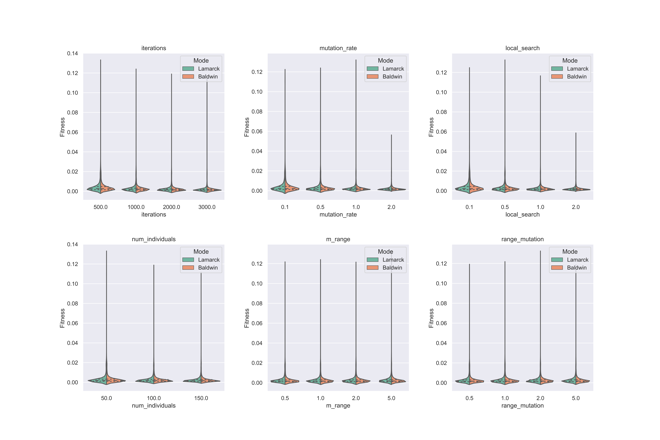 iterations
Fitness
0.14
0.12
0.10
0.08
0.06
0.04
0.02
0.00
Mode
Lamarck
Baldwin
500.0 1000.0 2000.0 3000.0
iterations
mutation_rate
Fitness
0.12
0.10
0.08
0.06
0.04
0.02
0.00
Mode
Lamarck
Baldwin
0.1 0.5 1.0 2.0
mutation_rate
local_search
Fitness
0.12
0.10
0.08
0.06
0.04
0.02
0.00
Mode
Lamarck
Baldwin
0.1 0.5 1.0 2.0
local_search
num_individuals
Fitness
0.14
0.12
0.10
0.08
0.06
0.04
0.02
0.00
Mode
Lamarck
Baldwin
50.0 100.0 150.0
num_individuals
m_range
Fitness
0.12
0.10
0.08
0.06
0.04
0.02
0.00
Mode
Lamarck
Baldwin
0.5 1.0 2.0 5.0
m_range
range_mutation
Fitness
0.12
0.10
0.08
0.06
0.04
0.02
0.00
Mode
Lamarck
Baldwin
0.5 1.0 2.0 5.0
range_mutation